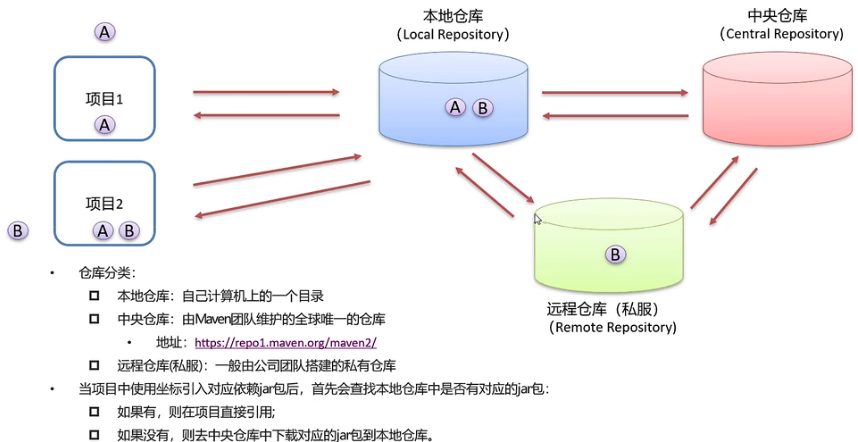 本地仓库
（Local Repository）
中央仓库
（Central Repository)
A
项目1
A
A B
项目2
A B
B
B
远程仓库（私服）
（Remote Repository)
• 仓库分类：
本地仓库：自己计算机上的一个目录
中央仓库：由Maven团队维护的全球唯一的仓库
• 地址：https://repo1.maven.org/maven2/
远程仓库(私服)：一般由公司团队搭建的私有仓库
• 当项目中使用坐标引入对应依赖jar包后，首先会查找本地仓库中是否有对应的jar包：
如果有，则在项目直接引用;
如果没有，则去中央仓库中下载对应的jar包到本地仓库。